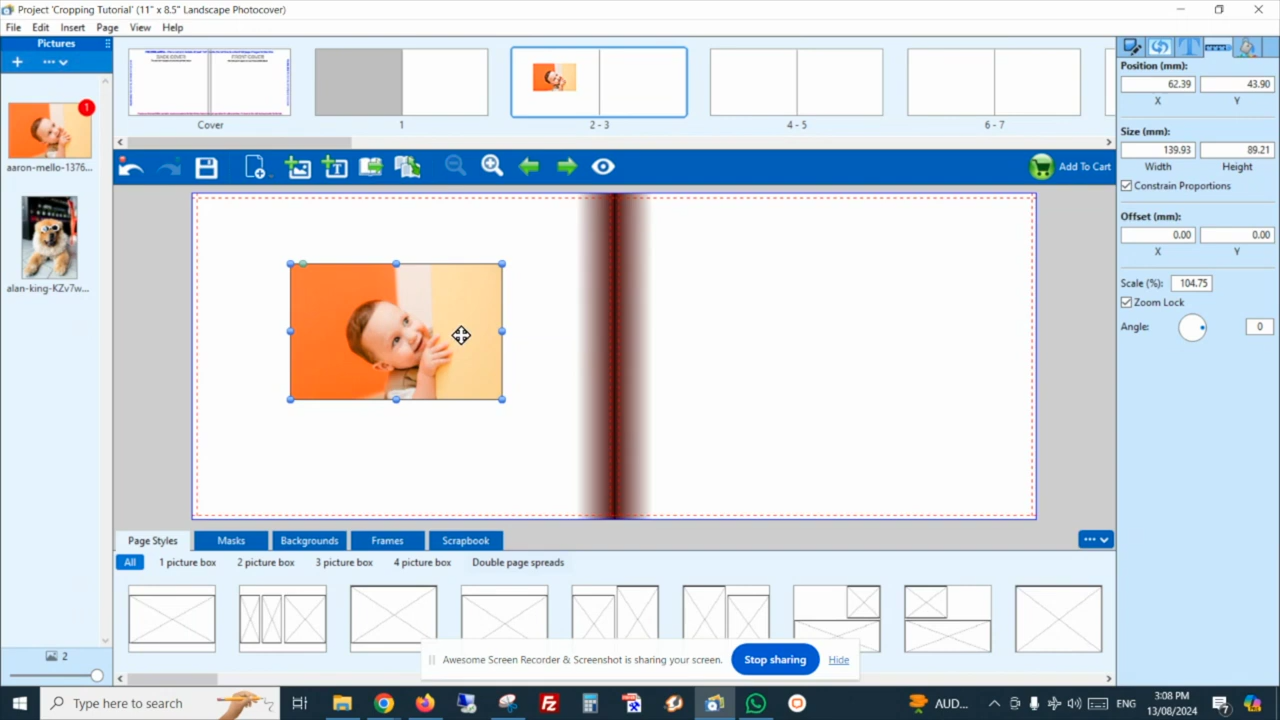 Project 'Cropping Tutorial' (11" x 8.5" Landscape Photocover)
File Edit Insert Page View Help
Pictures
1
aaron-mello-1376...
alan-king-KZv7w...
2
Cover
1
2 - 3
4 - 5
6 - 7
Add To Cart
Position (mm):
62.39 43.90
X Y
Size (mm):
139.93 89.21
Width Height
Constrain Proportions
Offset (mm):
0.00 0.00
X Y
Scale (%): 104.75
Zoom Lock
Angle: 0
Page Styles Masks Backgrounds Frames Scrapbook
All 1 picture box 2 picture box 3 picture box 4 picture box Double page spreads
Awesome Screen Recorder & Screenshot is sharing your screen. Stop sharing Hide
Type here to search
AUD...
ENG
3:08 PM
13/08/2024
7